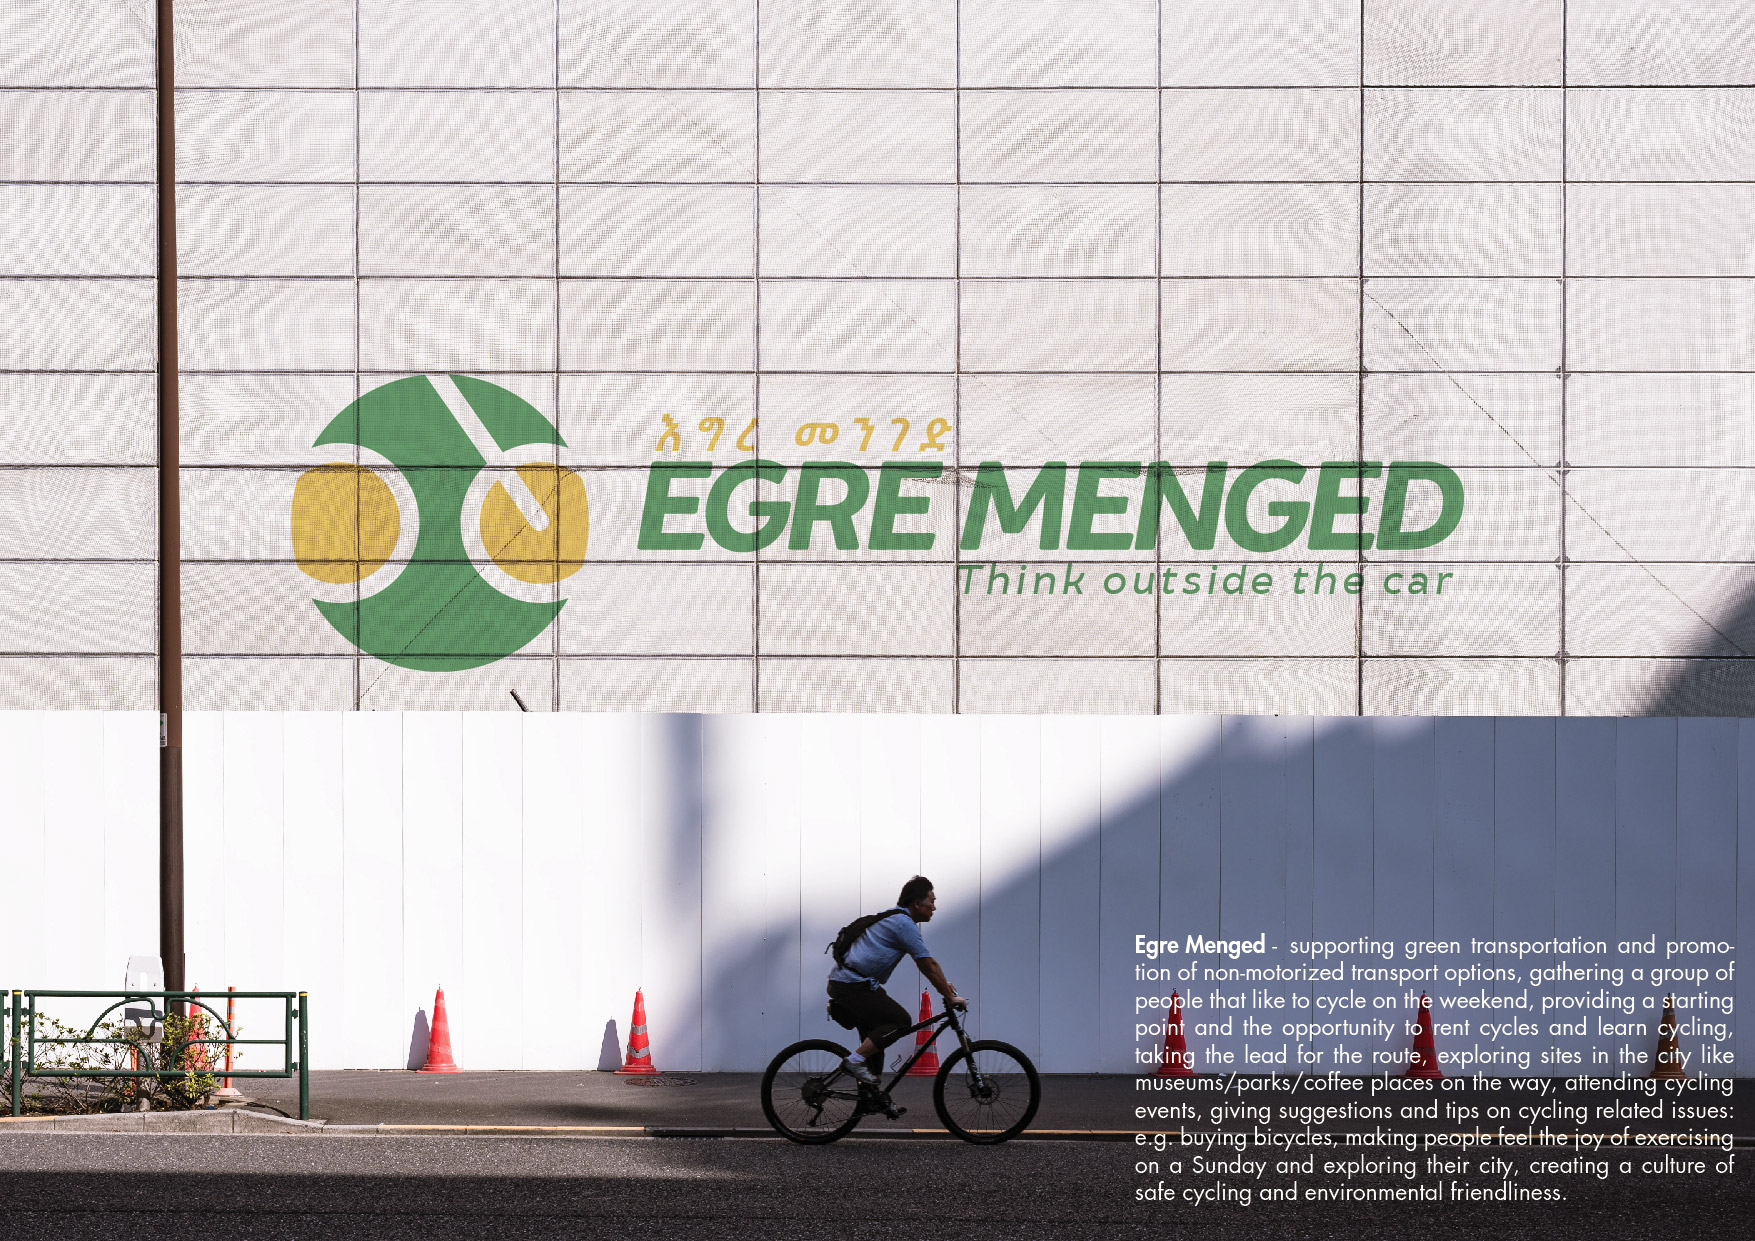 እግረ መንገድ
EGRE MENGED
Think outside the car
Egre Menged - supporting green transportation and promo-
tion of non-motorized transport options, gathering a group of
people that like to cycle on the weekend, providing a starting
point and the opportunity to rent cycles and learn cycling,
taking the lead for the route, exploring sites in the city like
museums/parks/coffee places on the way, attending cycling
events, giving suggestions and tips on cycling related issues:
e.g. buying bicycles, making people feel the joy of exercising
on a Sunday and exploring their city, creating a culture of
safe cycling and environmental friendliness.